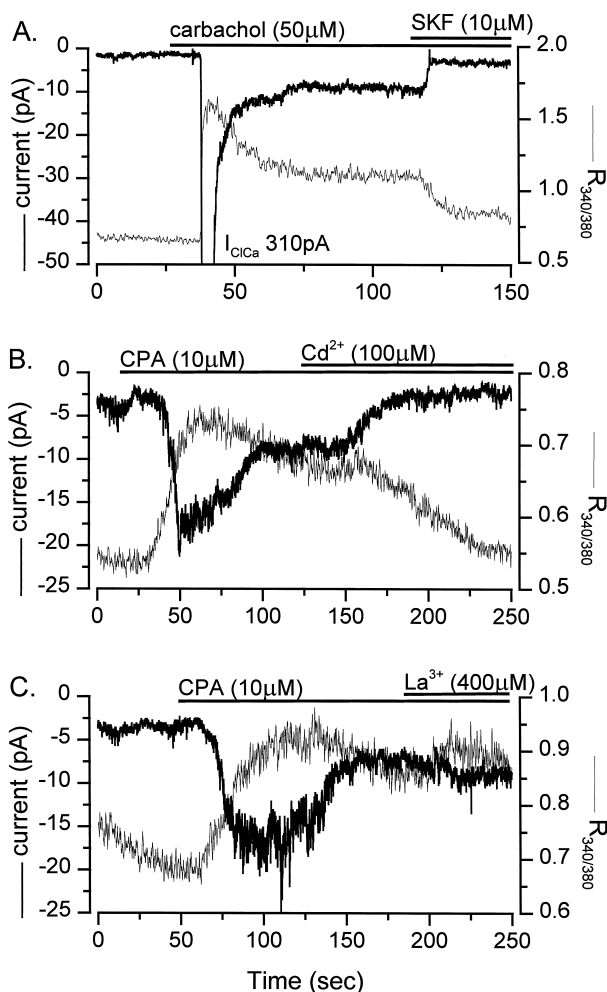 A.
carbachol (50μM)
SKF (10μM)
0
-10
-20
-30
-40
-50
current (pA)
2.0
1.5
1.0
0.5
R340/380
IClCa 310pA
0 50 100 150
B.
CPA (10μM)
Cd2+ (100μM)
0
-5
-10
-15
-20
-25
current (pA)
0.8
0.7
0.6
0.5
R340/380
0 50 100 150 200 250
C.
CPA (10μM)
La3+ (400μM)
0
-5
-10
-15
-20
-25
current (pA)
1.0
0.9
0.8
0.7
0.6
R340/380
0 50 100 150 200 250
Time (sec)